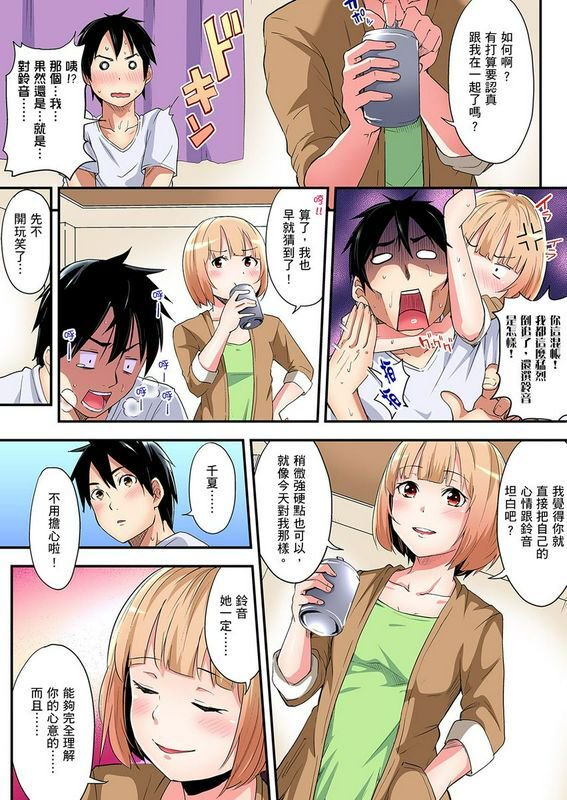 如何啊？
有打算要認真
跟我在一起了嗎？
ポッ
ドキッ
咦!?
那個…我…
果然還是…就是…
對鈴音…
你這混帳！
我都這麼猛烈
倒追了，還選鈴音
是怎樣！
呼!!
算了，我也
早就猜到了！
先不
開玩笑了…
呼
呼
呼
我覺得你就
直接把自己的
心情跟鈴音
坦白吧？
稍微強硬點也可以，
就像今天對我那樣。
千夏……
不用擔心啦！
鈴音
她一定……
能夠完全理解
你的心意的…
而且……